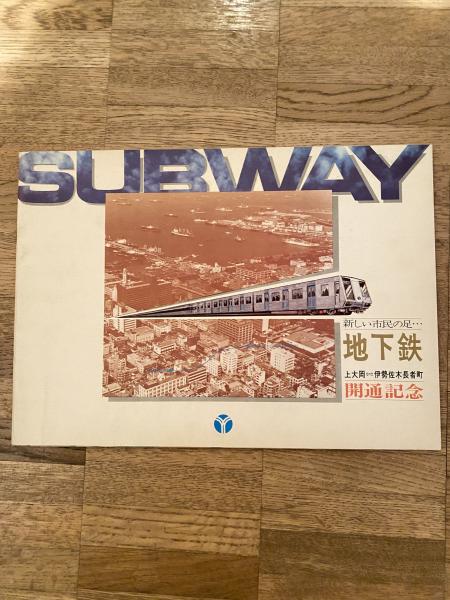 SUBWAY
新しい市民の足…
地下鉄
上大岡⇔伊勢佐木長者町
開通記念